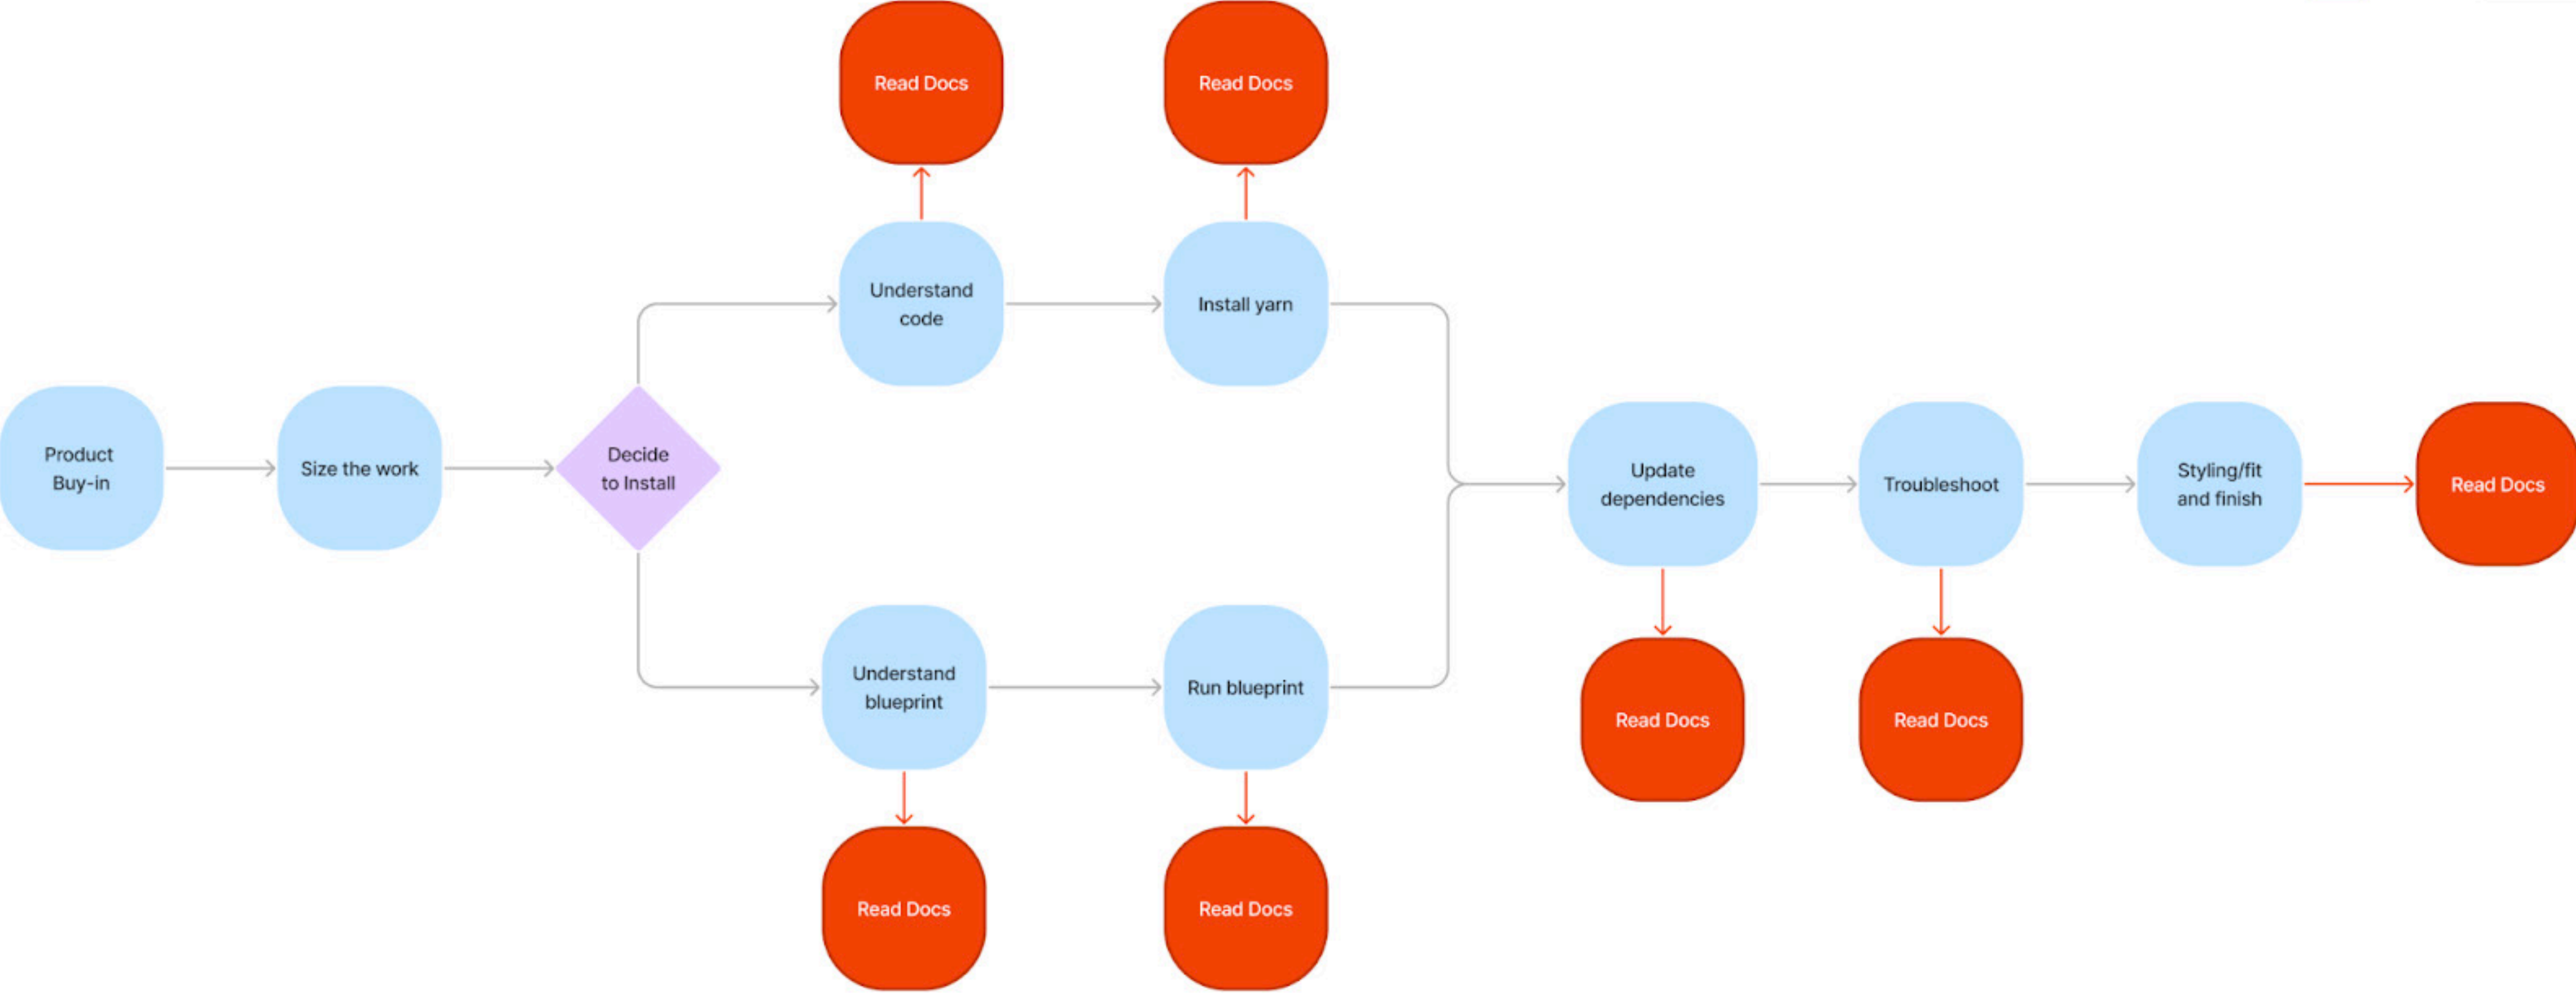 Read Docs
Read Docs
Understand
code
Install yarn
Product
Buy-in
Size the work
Decide
to Install
Update
dependencies
Troubleshoot
Styling/fit
and finish
Read Docs
Understand
blueprint
Run blueprint
Read Docs
Read Docs
Read Docs
Read Docs